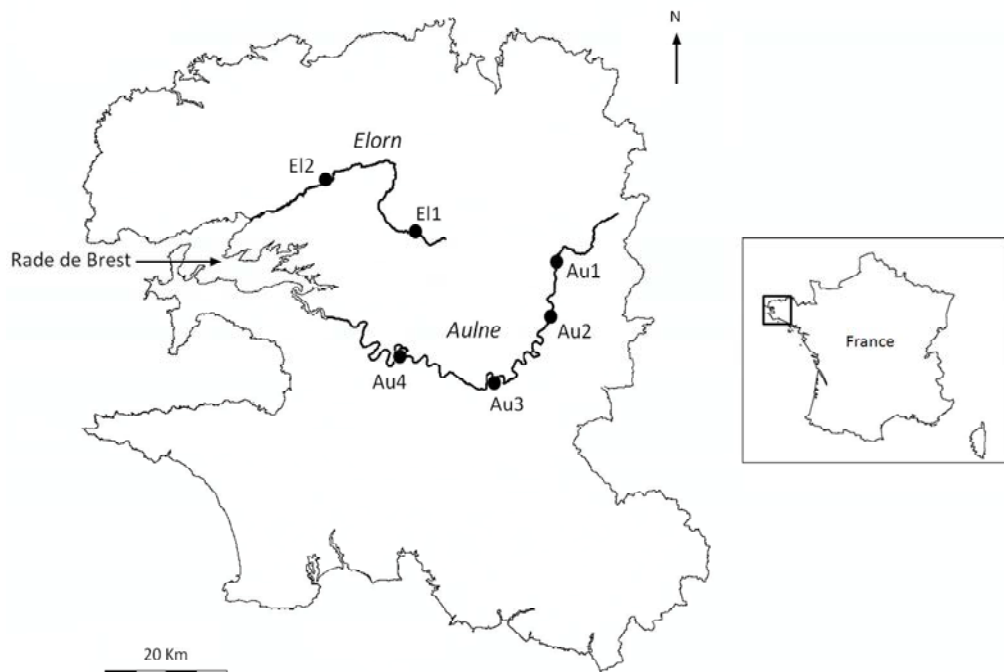 N
Elorn
El2
El1
Rade de Brest
Au1
Au2
Aulne
Au4
Au3
France
20 Km